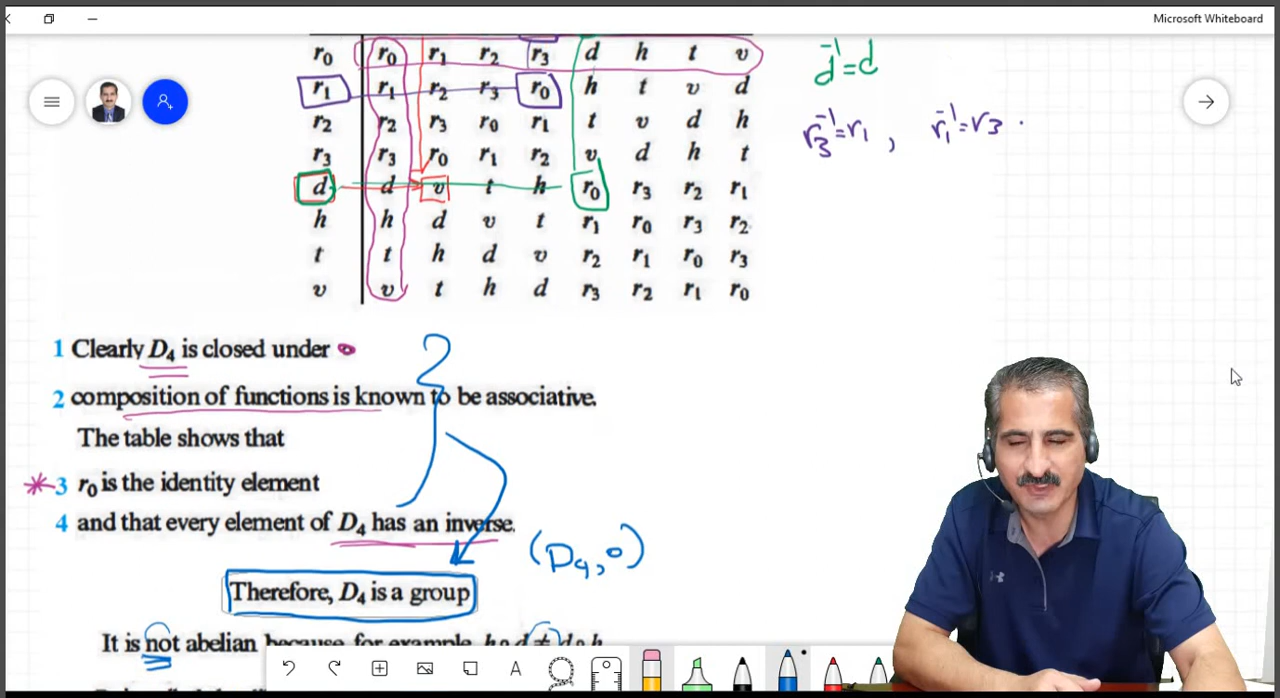 Microsoft Whiteboard
r₀ r₀ r₁ r₂ r₃ d h t v
r₁ r₁ r₂ r₃ r₀ h t v d
r₂ r₂ r₃ r₀ r₁ t v d h
r₃ r₃ r₀ r₁ r₂ v d h t
d d v t h r₀ r₃ r₂ r₁
h h d v t r₁ r₀ r₃ r₂
t t h d v r₂ r₁ r₀ r₃
v v t h d r₃ r₂ r₁ r₀
d⁻¹=d
r₃⁻¹=r₁ , r₁⁻¹=r₃ .
1 Clearly D₄ is closed under
2 composition of functions is known to be associative.
The table shows that
*3 r₀ is the identity element
4 and that every element of D₄ has an inverse.
(D₄,∘)
Therefore, D₄ is a group
It is not abelian because for example h∘d ≠ d∘h
A